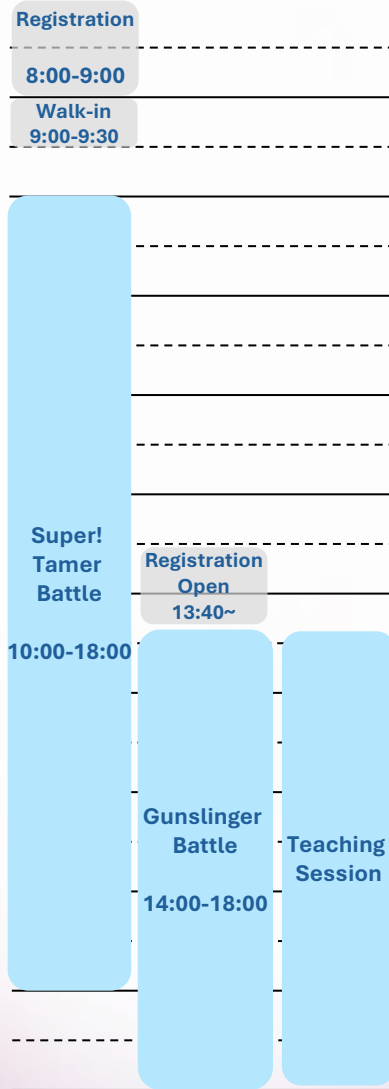 Registration
8:00-9:00
Walk-in
9:00-9:30
Super!
Tamer
Battle
10:00-18:00
Registration
Open
13:40~
Gunslinger
Battle
14:00-18:00
Teaching
Session